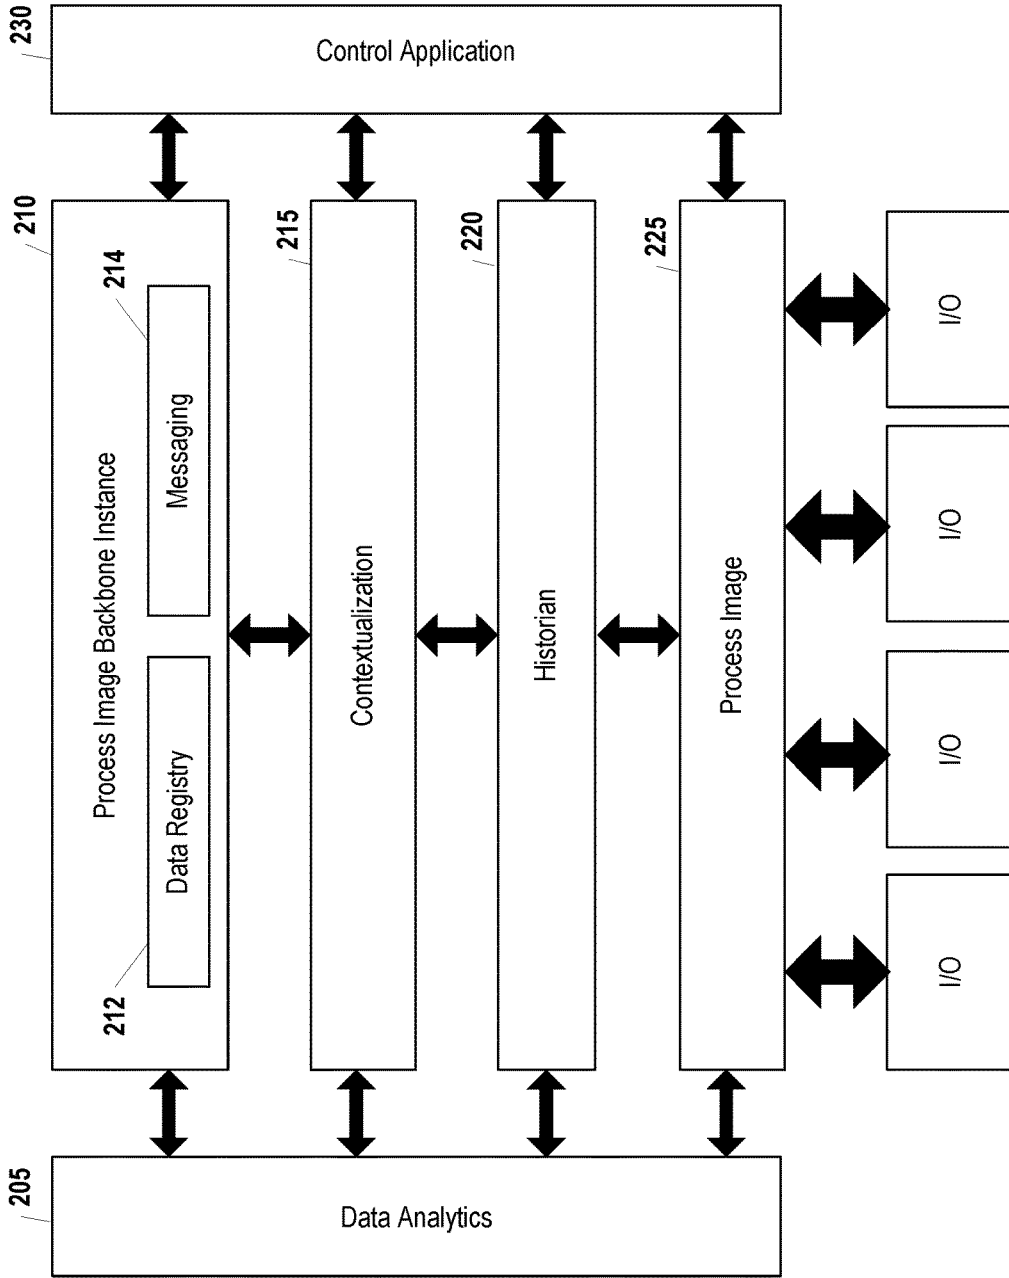 230
Control Application
210
214
215
220
225
Process Image Backbone Instance
Messaging
Data Registry
212
Contextualization
Historian
Process Image
I/O
I/O
I/O
I/O
205
Data Analytics